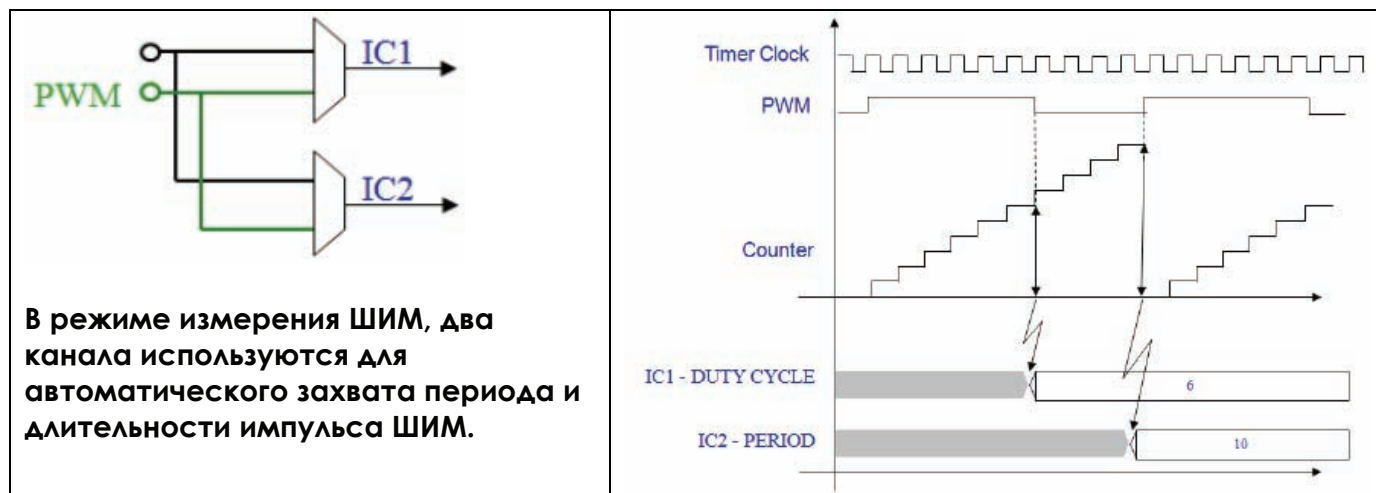 IC1
PWM
IC2
В режиме измерения ШИМ, два
канала используются для
автоматического захвата периода и
длительности импульса ШИМ.
Timer Clock
PWM
Counter
IC1 - DUTY CYCLE
6
IC2 - PERIOD
10